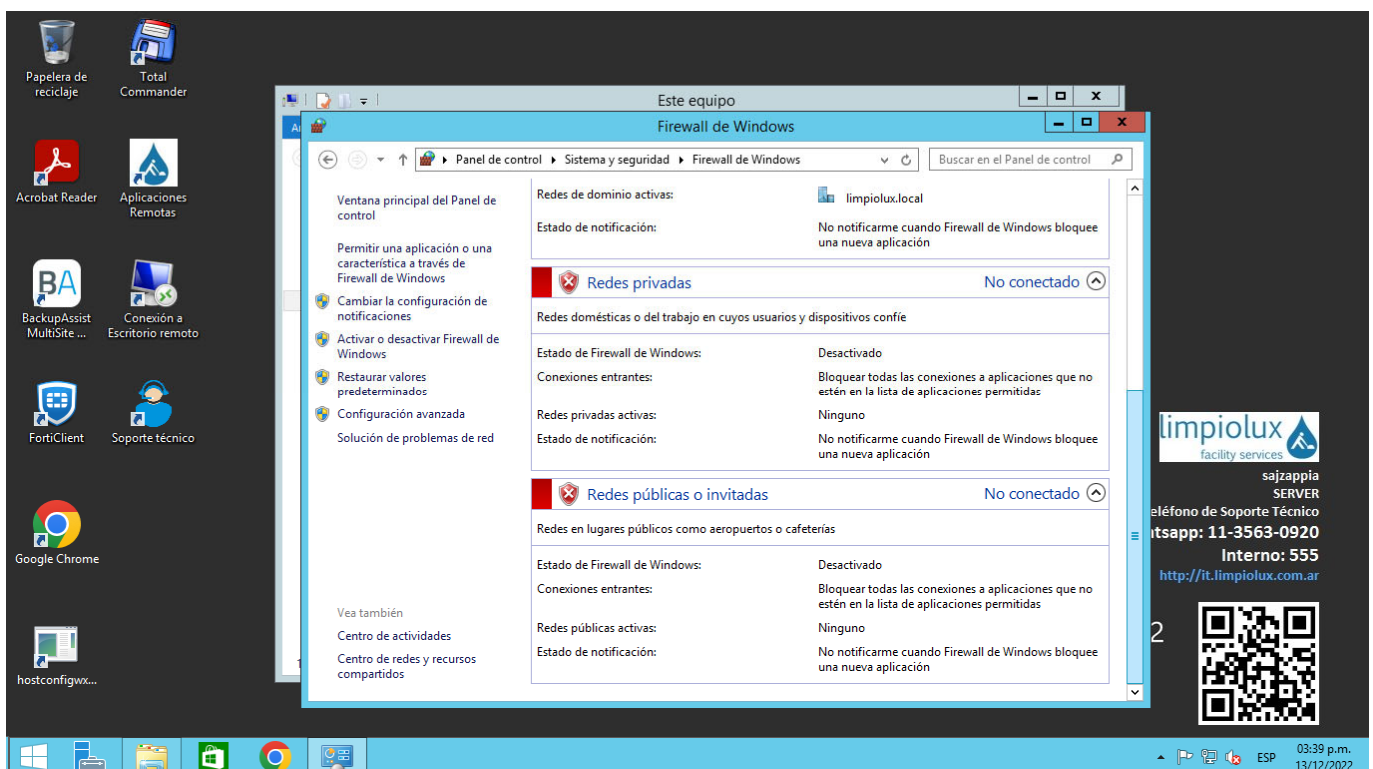 Papelera de
reciclaje
Total
Commander
Acrobat Reader
Aplicaciones
Remotas
BA
BackupAssist
MultiSite ...
Conexión a
Escritorio remoto
FortiClient
Soporte técnico
Google Chrome
hostconfigwx...
Este equipo
Firewall de Windows
Panel de control
Sistema y seguridad
Firewall de Windows
Buscar en el Panel de control
Ventana principal del Panel de
control
Permitir una aplicación o una
característica a través de
Firewall de Windows
Cambiar la configuración de
notificaciones
Activar o desactivar Firewall de
Windows
Restaurar valores
predeterminados
Configuración avanzada
Solución de problemas de red
Vea también
Centro de actividades
Centro de redes y recursos
compartidos
Redes de dominio activas:
limpiolux.local
Estado de notificación:
No notificarme cuando Firewall de Windows bloquee
una nueva aplicación
Redes privadas
No conectado
Redes domésticas o del trabajo en cuyos usuarios y dispositivos confíe
Estado de Firewall de Windows:
Desactivado
Conexiones entrantes:
Bloquear todas las conexiones a aplicaciones que no
estén en la lista de aplicaciones permitidas
Redes privadas activas:
Ninguno
Estado de notificación:
No notificarme cuando Firewall de Windows bloquee
una nueva aplicación
Redes públicas o invitadas
No conectado
Redes en lugares públicos como aeropuertos o cafeterías
Estado de Firewall de Windows:
Desactivado
Conexiones entrantes:
Bloquear todas las conexiones a aplicaciones que no
estén en la lista de aplicaciones permitidas
Redes públicas activas:
Ninguno
Estado de notificación:
No notificarme cuando Firewall de Windows bloquee
una nueva aplicación
limpiolux
facility services
sajzappia
SERVER
eléfono de Soporte Técnico
tsapp: 11-3563-0920
Interno: 555
http://it.limpiolux.com.ar
2
ESP
03:39 p.m.
13/12/2022